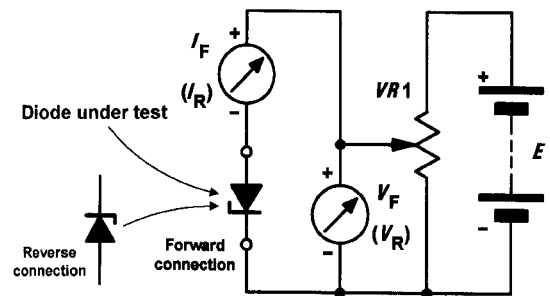 +
I_F
(I_R)
-
Diode under test
Reverse
connection
Forward
connection
+
V_F
(V_R)
-
VR1
+
E
-